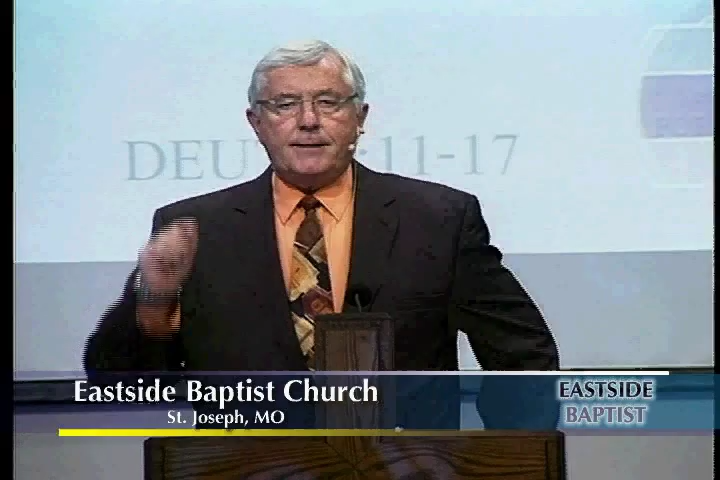 DEU :11-17
Eastside Baptist Church
St. Joseph, MO
EASTSIDE
BAPTIST